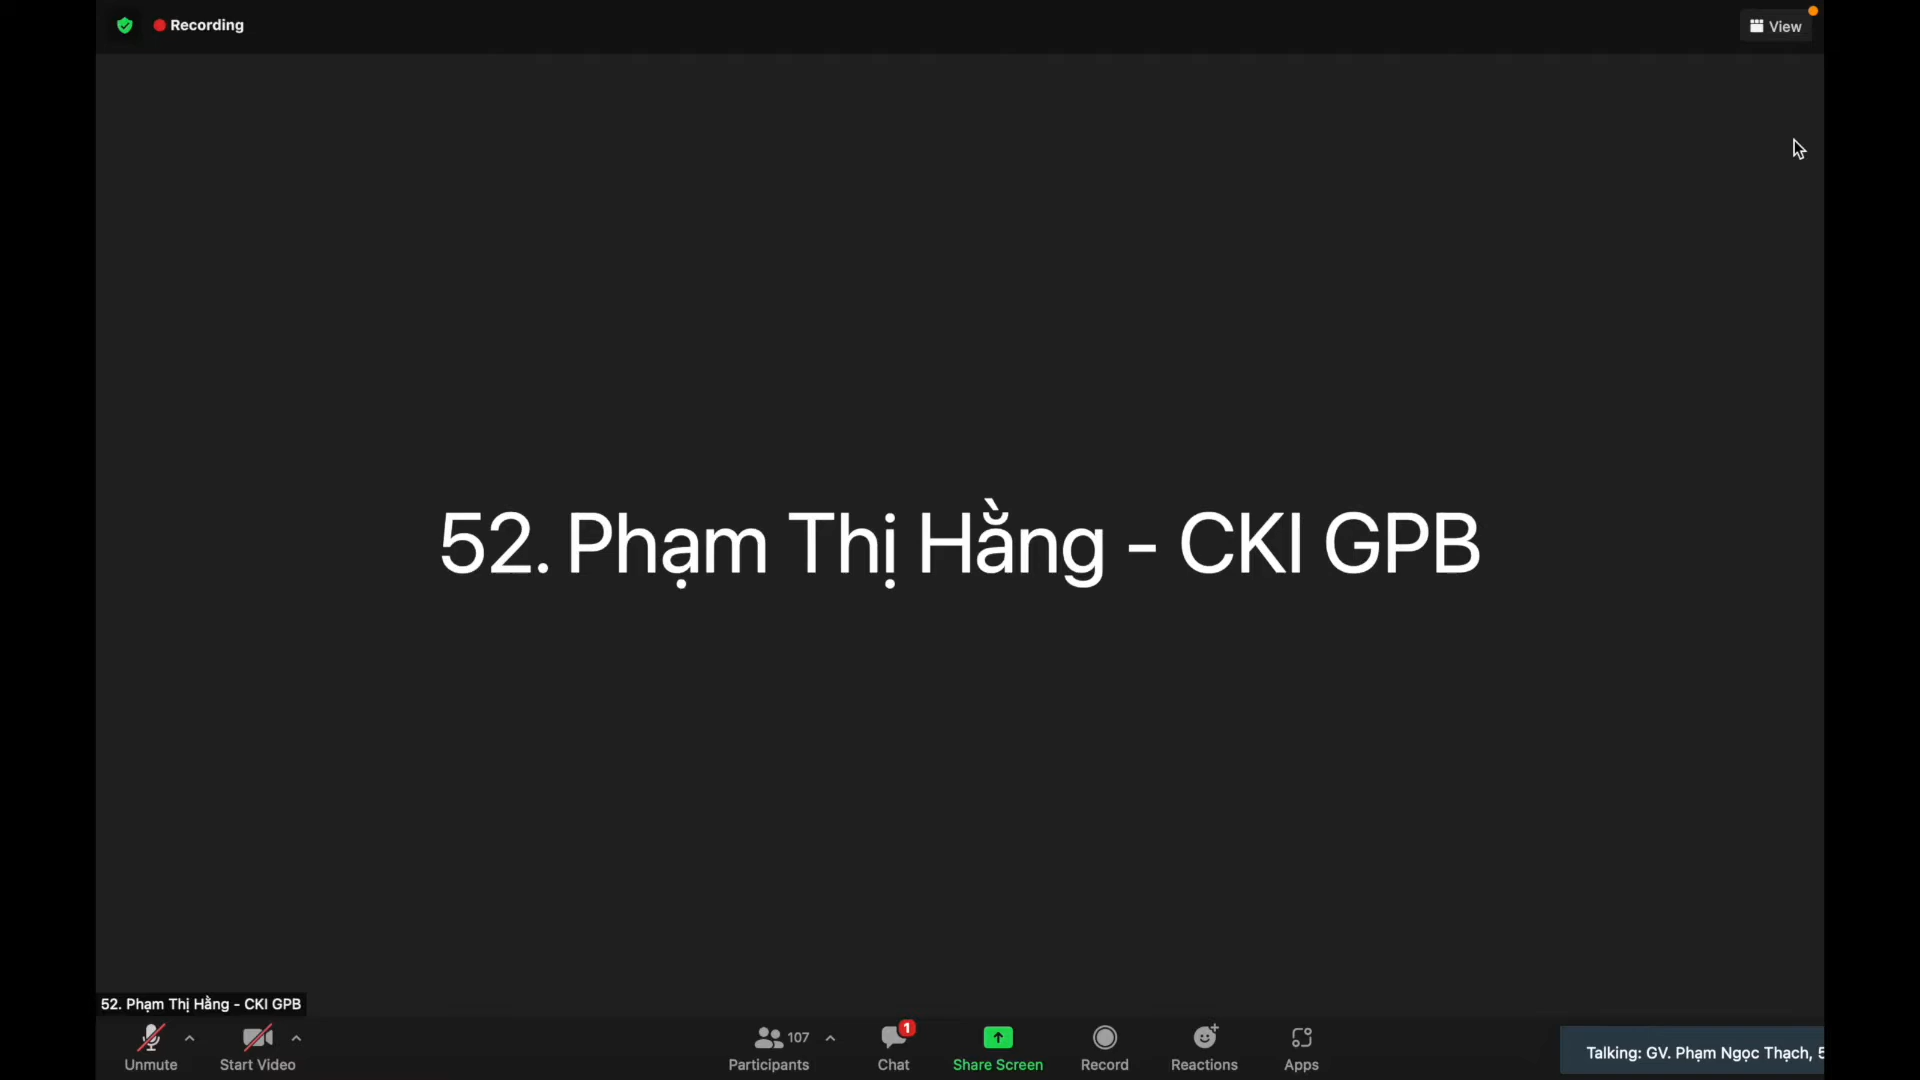 Recording
View
52. Phạm Thị Hằng - CKI GPB
52. Phạm Thị Hằng - CKI GPB
Unmute
Start Video
107
Participants
1
Chat
Share Screen
Record
Reactions
Apps
Talking: GV. Phạm Ngọc Thạch, 5